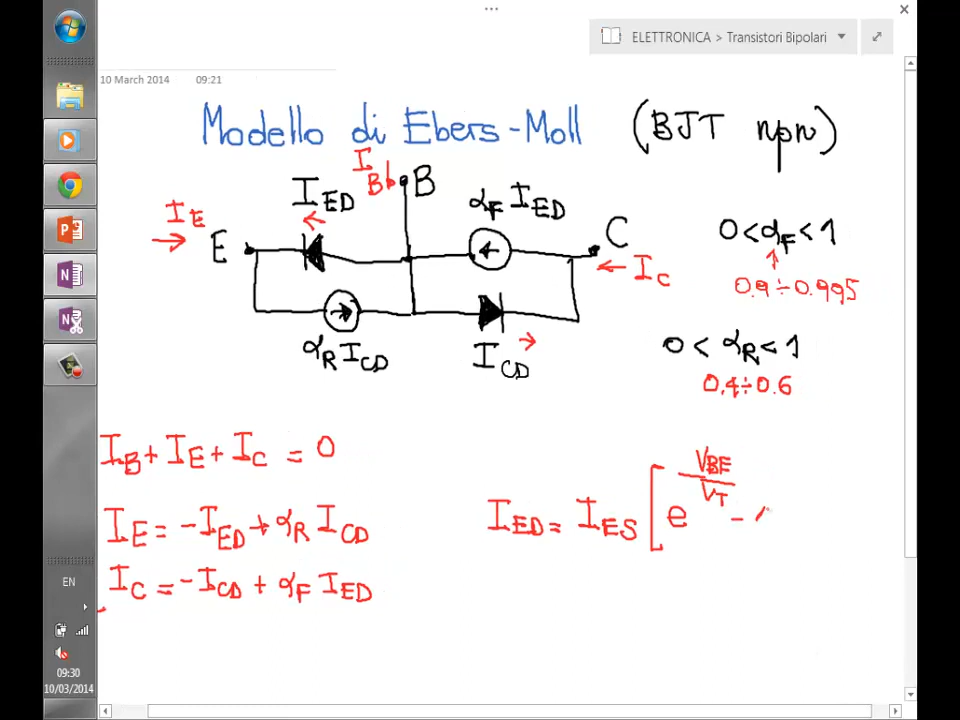 ELETTRONICA > Transistori Bipolari
10 March 2014 09:21
Modello di Ebers-Moll (BJT npn)
I_B
B
I_ED
α_F I_ED
I_E
E
C
I_C
0 < α_F < 1
0.9 ÷ 0.995
α_R I_CD
I_CD
0 < α_R < 1
0.4 ÷ 0.6
I_B + I_E + I_C = 0
I_E = -I_ED + α_R I_CD
I_C = -I_CD + α_F I_ED
I_ED = I_ES [ e^(V_BE/V_T) -
EN
09:30
10/03/2014